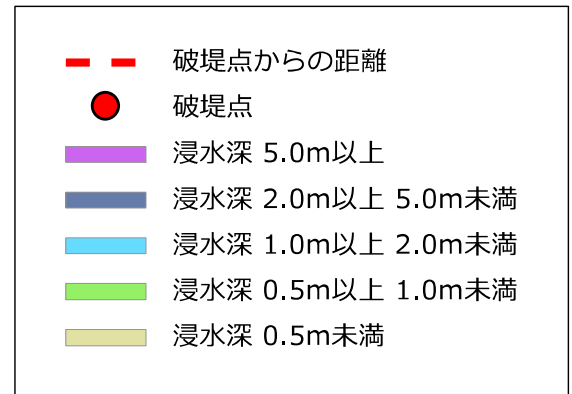 破堤点からの距離
破堤点
浸水深 5.0m以上
浸水深 2.0m以上 5.0m未満
浸水深 1.0m以上 2.0m未満
浸水深 0.5m以上 1.0m未満
浸水深 0.5m未満